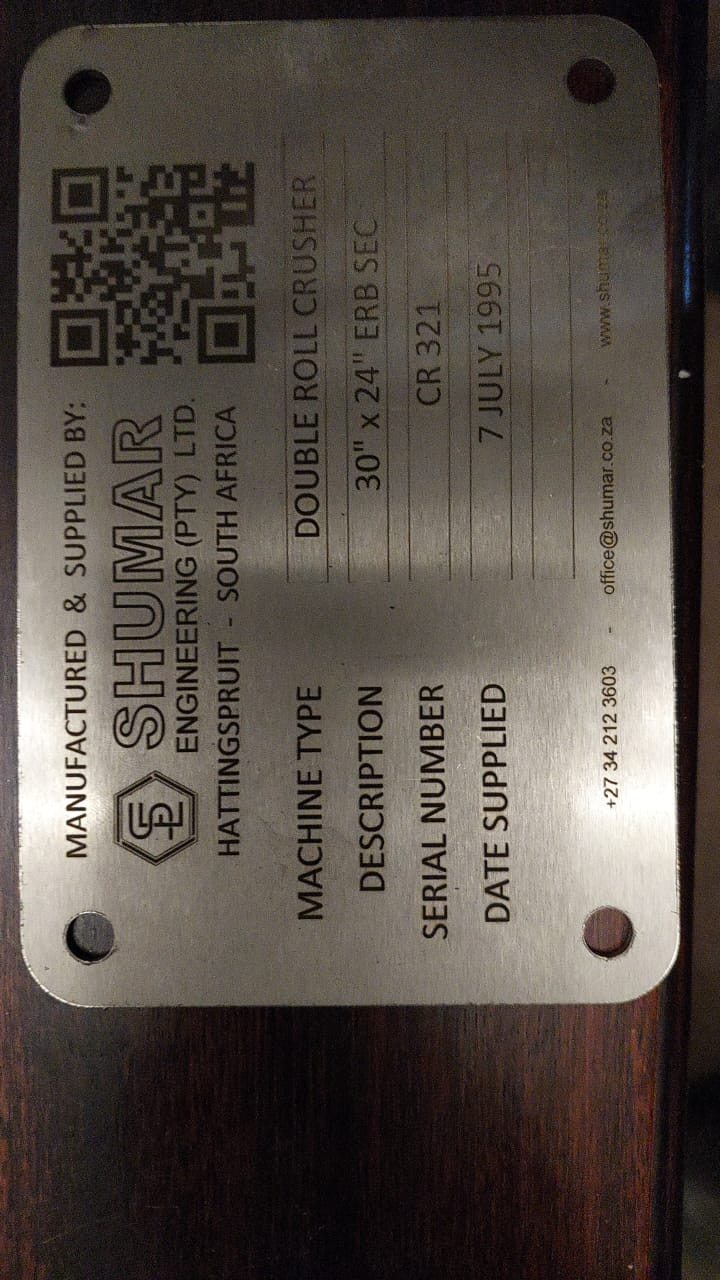 MANUFACTURED & SUPPLIED BY:
SHUMAR
ENGINEERING (PTY) LTD.
HATTINGSPRUIT - SOUTH AFRICA
MACHINE TYPE DOUBLE ROLL CRUSHER
DESCRIPTION 30" x 24" ERB SEC
SERIAL NUMBER CR 321
DATE SUPPLIED 7 JULY 1995
+27 34 212 3603 - office@shumar.co.za - www.shumar.co.za